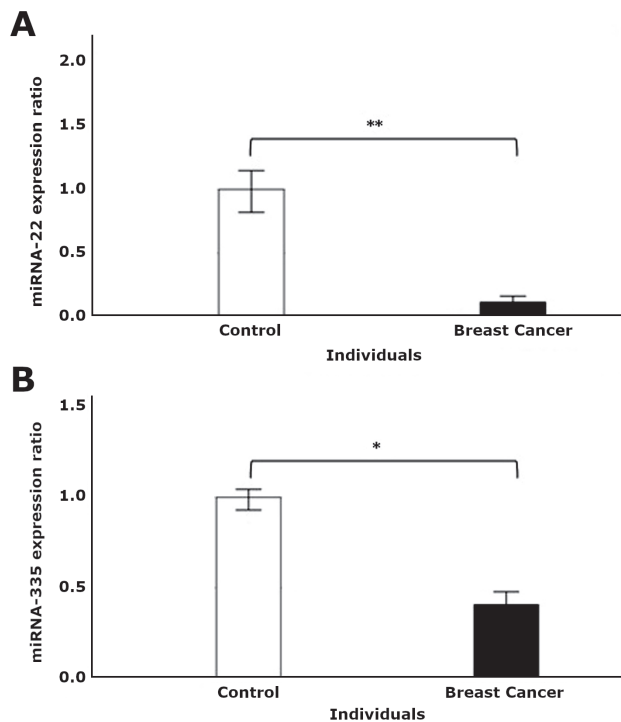 A
miRNA-22 expression ratio
2.0
1.5
1.0
0.5
0.0
**
Control
Breast Cancer
Individuals
B
miRNA-335 expression ratio
1.5
1.0
0.5
0.0
*
Control
Breast Cancer
Individuals